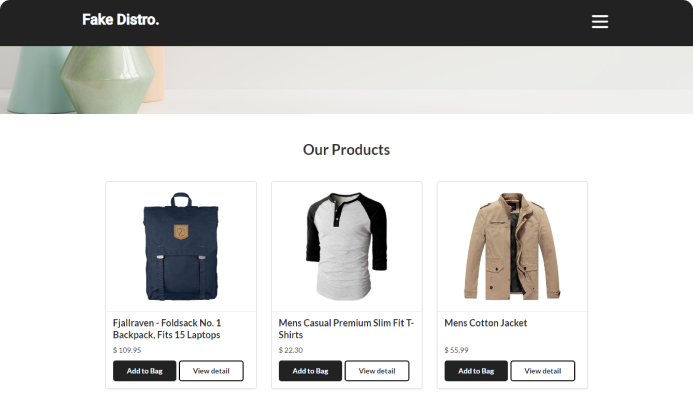 Fake Distro.
Our Products
Fjallraven - Foldsack No. 1
Backpack, Fits 15 Laptops
$ 109.95
Add to Bag
View detail
Mens Casual Premium Slim Fit T-
Shirts
$ 22.30
Add to Bag
View detail
Mens Cotton Jacket
$ 55.99
Add to Bag
View detail